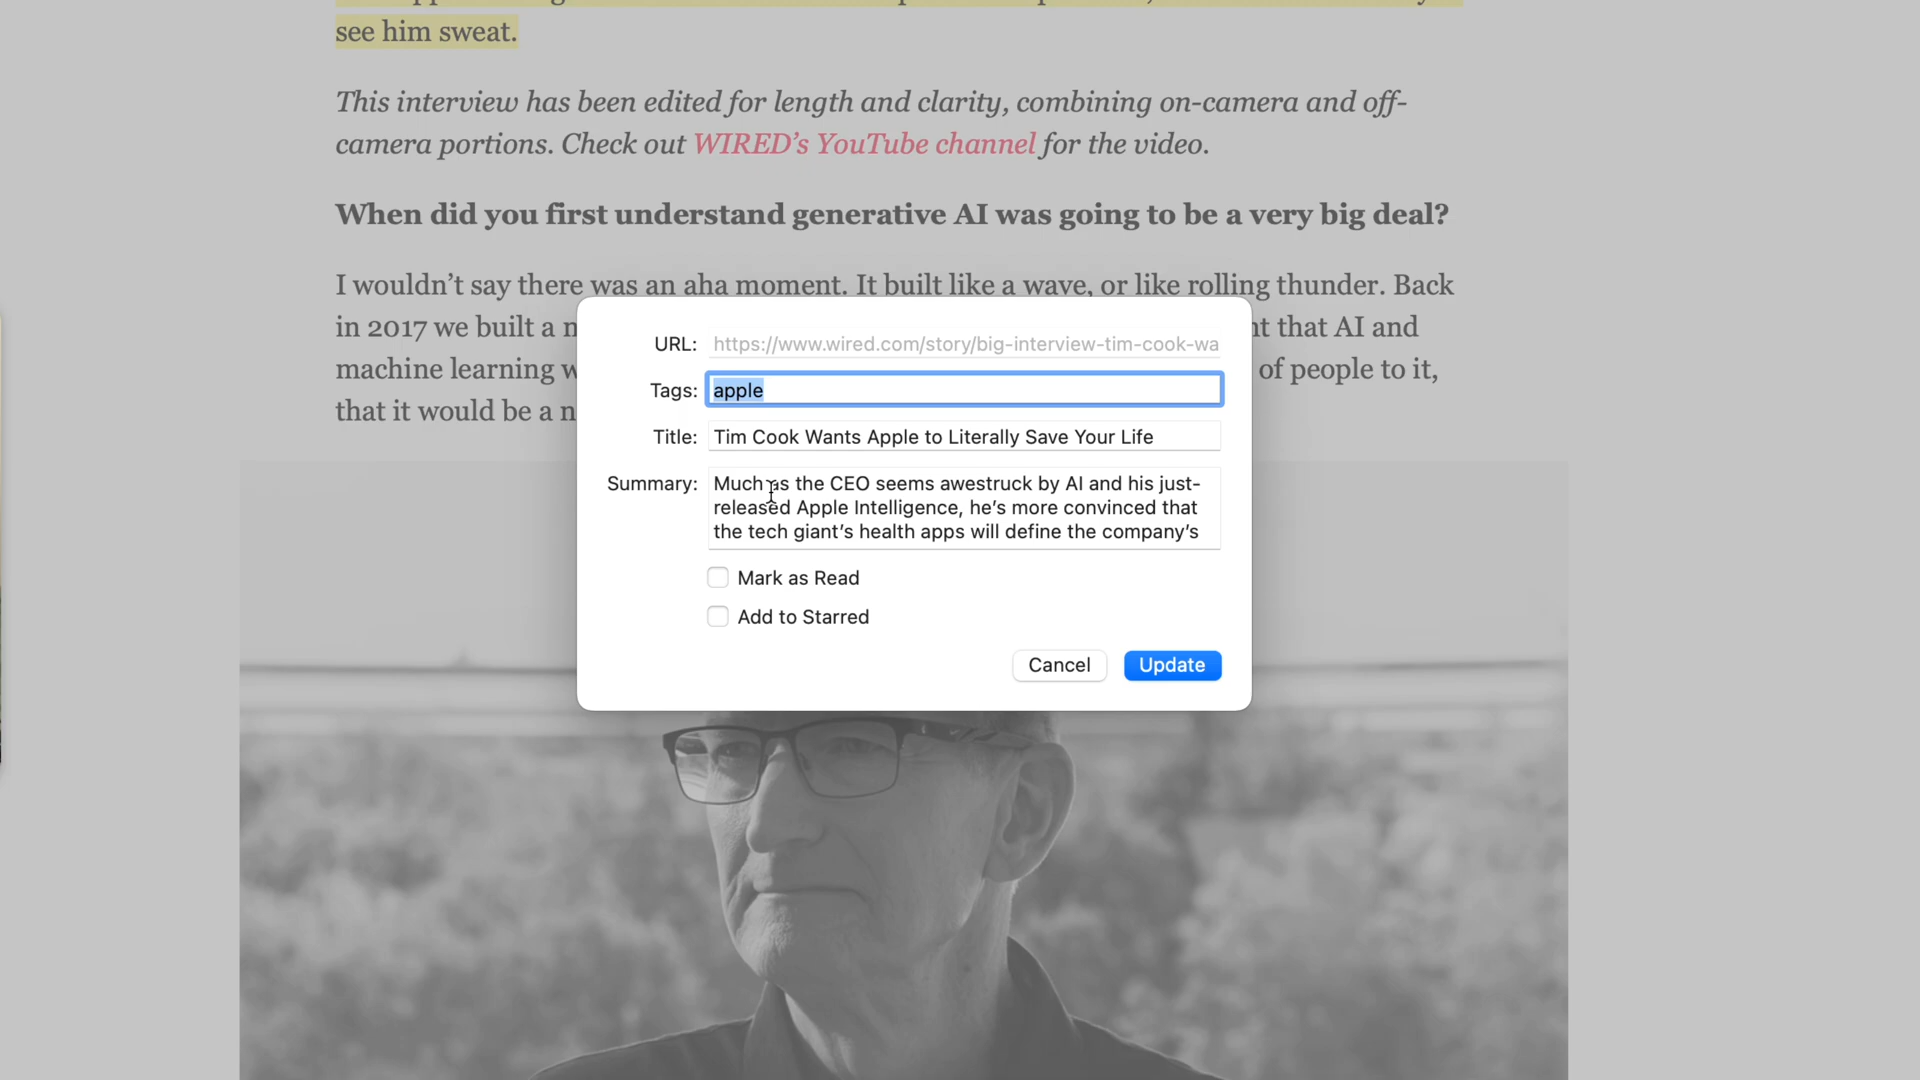 see him sweat.
This interview has been edited for length and clarity, combining on-camera and off-
camera portions. Check out WIRED’s YouTube channel for the video.
When did you first understand generative AI was going to be a very big deal?
I wouldn’t say there was an aha moment. It built like a wave, or like rolling thunder. Back
in 2017 we built a n
that AI and
machine learning
of people to it,
that it would be a n
URL: https://www.wired.com/story/big-interview-tim-cook-wa
Tags: apple
Title: Tim Cook Wants Apple to Literally Save Your Life
Summary: Much as the CEO seems awestruck by AI and his just-
released Apple Intelligence, he’s more convinced that
the tech giant’s health apps will define the company’s
Mark as Read
Add to Starred
Cancel Update